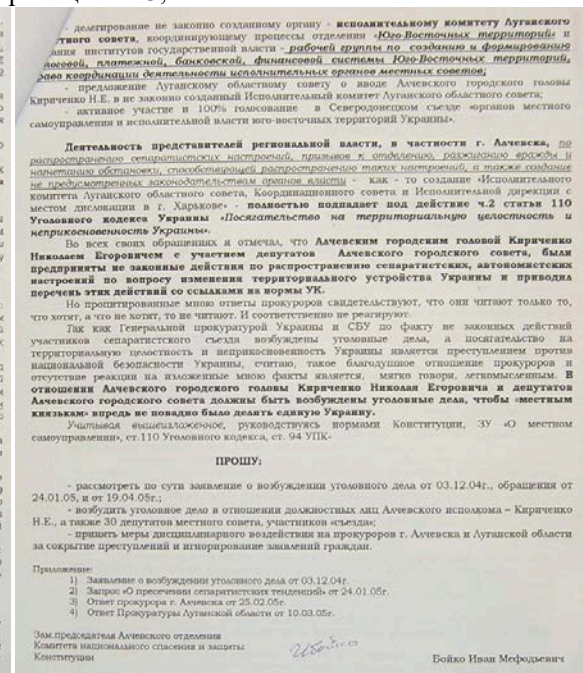 - делегирование не законно созданному органу - исполнительному комитету Луганского
совета, координирующему процессы отделения «Юго-Восточных территорий» и
институтов государственной власти - рабочей группы по созданию и формированию
платежной, банковской, финансовой системы Юго-Восточных территорий,
право координации деятельности исполнительных органов местных советов;
- предложение Луганскому областному совету о вводе Алчевского городского головы
Кириченко Н.Е. в не законно созданный Исполнительный комитет Луганского областного совета;
- активное участие и 100% голосование в Северодонецком съезде «органов местного
самоуправления и исполнительной власти юго-восточных территорий Украины».
Деятельность представителей региональной власти, в частности г. Алчевска, по
распространению сепаратистских настроений, призывов к отделению, разжиганию вражды и
нагнетанию обстановки, способствующей распространению таких настроений, а также создание
не предусмотренных законодательством органов власти - как - то создание «Исполнительного
комитета Луганского областного совета, Координационного совета и Исполнительной дирекции с
местом дислокации в г. Харькове» - полностью подпадает под действие ч.2 статьи 110
Уголовного кодекса Украины «Посягательство на территориальную целостность и
неприкосновенность Украины».
Во всех своих обращениях я отмечал, что Алчевским городским головой Кириченко
Николаем Егоровичем с участием депутатов Алчевского городского совета, были
предприняты не законные действия по распространению сепаратистских, автономистских
настроений по вопросу изменения территориального устройства Украины и приводил
перечень этих действий со ссылками на нормы УК.
Но процитированные мною ответы прокуроров свидетельствуют, что они читают только то,
что хотят, а что не хотят, то не читают. И соответственно не реагируют.
Так как Генеральной прокуратурой Украины и СБУ по факту не законных действий
участников сепаратистского съезда возбуждены уголовные дела, а посягательство на
территориальную целостность и неприкосновенность Украины является преступлением против
национальной безопасности Украины, считаю, такое благодушное отношение прокуроров и
отсутствие реакции на изложенные мною факты является, мягко говоря, легкомысленным. В
отношении Алчевского городского головы Кириченко Николая Егоровича и депутатов
Алчевского городского совета должны быть возбуждены уголовные дела, чтобы «местным
князькам» впредь не повадно было делить единую Украину.
Учитывая вышеизложенное, руководствуясь нормами Конституции, ЗУ «О местном
самоуправлении», ст.110 Уголовного кодекса, ст. 94 УПК-
ПРОШУ:
- рассмотреть по сути заявление о возбуждении уголовного дела от 03.12.04г., обращения от
24.01.05, и от 19.04.05г.;
- возбудить уголовное дело в отношении должностных лиц Алчевского исполкома – Кириченко
Н.Е., а также 30 депутатов местного совета, участников «съезда»;
- принять меры дисциплинарного воздействия на прокуроров г. Алчевска и Луганской области
за сокрытие преступлений и игнорирование заявлений граждан.
Приложение:
1) Заявление о возбуждении уголовного дела от 03.12.04г.
2) Запрос «О пресечении сепаратистских тенденций» от 24.01.05г.
3) Ответ прокурора г. Алчевска от 25.02.05г.
4) Ответ Прокуратуры Луганской области от 10.03.05г.
Зам.председателя Алчевского отделения
Комитета национального спасения и защиты
Конституции Бойко Иван Мефодьевич